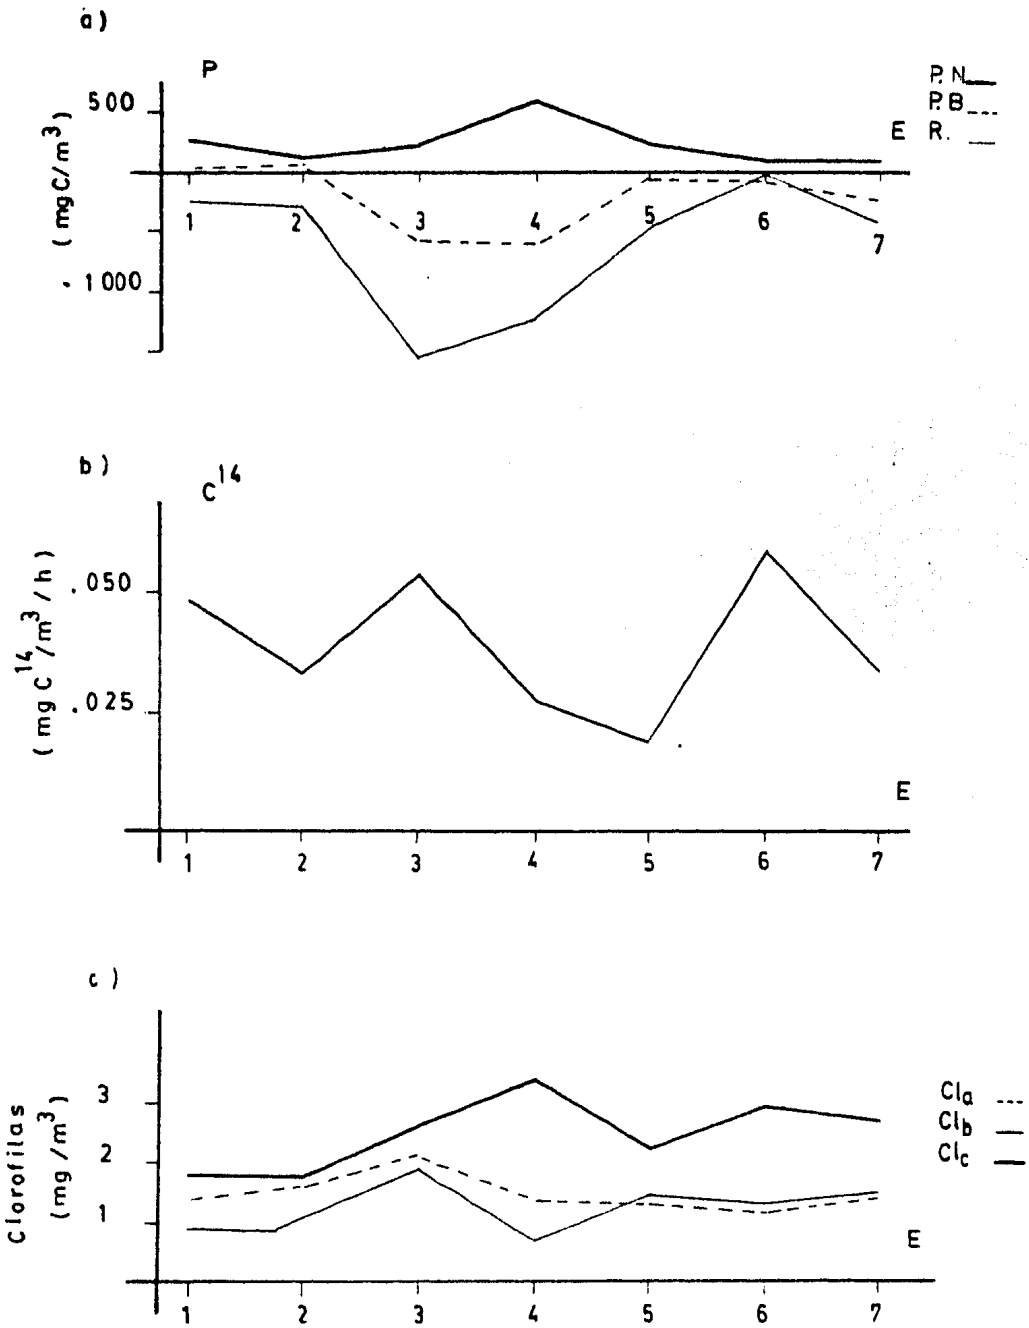 a)
P
P.N
P.B
E R.
500
(mgC/m³)
1 2 3 4 5 6 7
. 1000
b)
C¹⁴
(mg C¹⁴/m³/h)
.050
.025
E
1 2 3 4 5 6 7
c)
Clorofilas
(mg/m³)
3
2
1
Cla
Clb
Clc
E
1 2 3 4 5 6 7